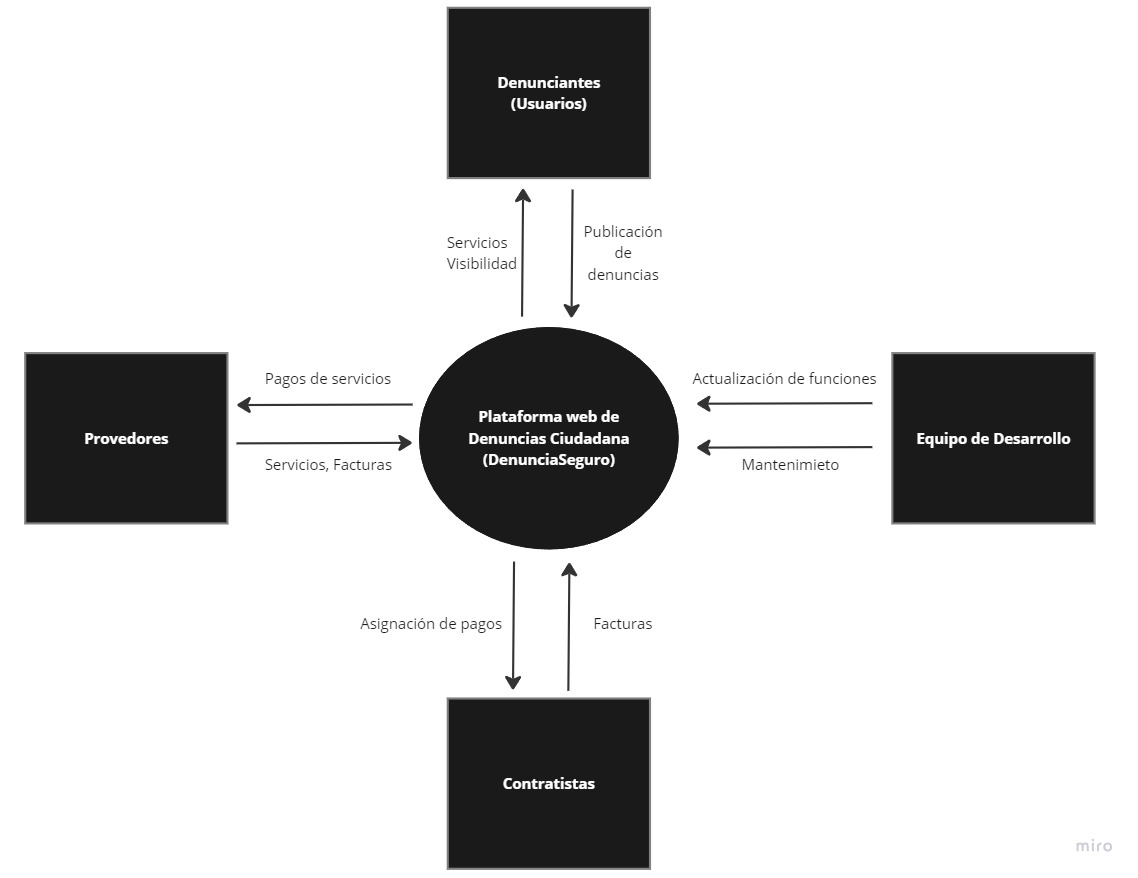 Denunciantes
(Usuarios)
Servicios
Visibilidad
Publicación
de
denuncias
Pagos de servicios
Servicios, Facturas
Provedores
Plataforma web de
Denuncias Ciudadana
(DenunciaSeguro)
Actualización de funciones
Mantenimieto
Equipo de Desarrollo
Asignación de pagos
Facturas
Contratistas
miro